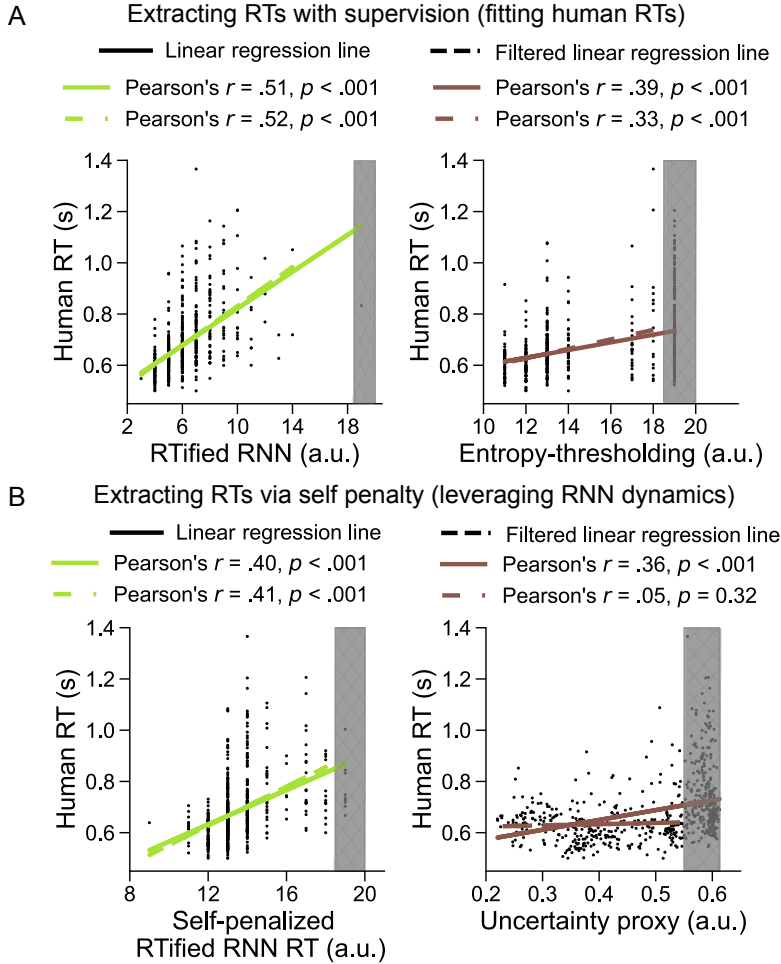 A
Extracting RTs with supervision (fitting human RTs)
Linear regression line
Filtered linear regression line
Pearson's r = .51, p < .001
Pearson's r = .39, p < .001
Pearson's r = .52, p < .001
Pearson's r = .33, p < .001
1.4
1.2
1.0
0.8
0.6
Human RT (s)
2 6 10 14 18
RTified RNN (a.u.)
1.4
1.2
1.0
0.8
0.6
Human RT (s)
10 12 14 16 18 20
Entropy-thresholding (a.u.)
B
Extracting RTs via self penalty (leveraging RNN dynamics)
Linear regression line
Filtered linear regression line
Pearson's r = .40, p < .001
Pearson's r = .36, p < .001
Pearson's r = .41, p < .001
Pearson's r = .05, p = 0.32
1.4
1.2
1.0
0.8
0.6
Human RT (s)
8 12 16 20
Self-penalized
RTified RNN RT (a.u.)
1.4
1.2
1.0
0.8
0.6
Human RT (s)
0.2 0.3 0.4 0.5 0.6
Uncertainty proxy (a.u.)